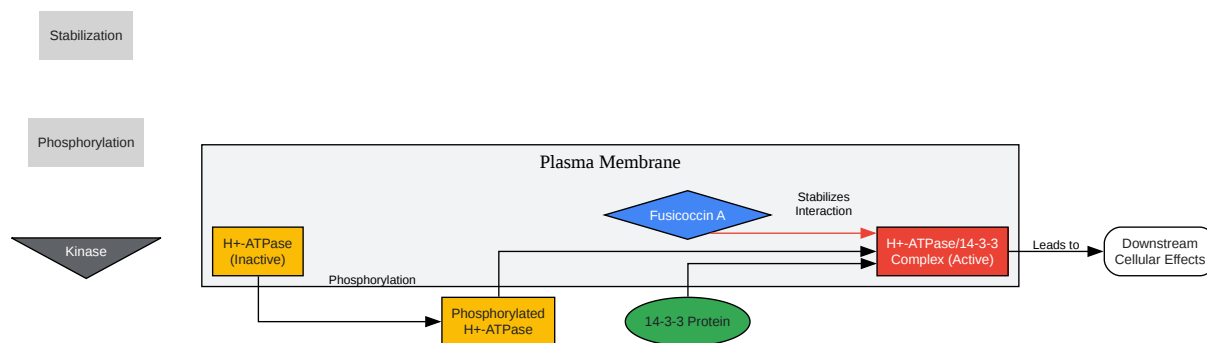 Stabilization
Phosphorylation
Kinase
Plasma Membrane
Fusicoccin A
Stabilizes
Interaction
H+-ATPase
(Inactive)
H+-ATPase/14-3-3
Complex (Active)
Leads to
Downstream
Cellular Effects
Phosphorylation
Phosphorylated
H+-ATPase
14-3-3 Protein